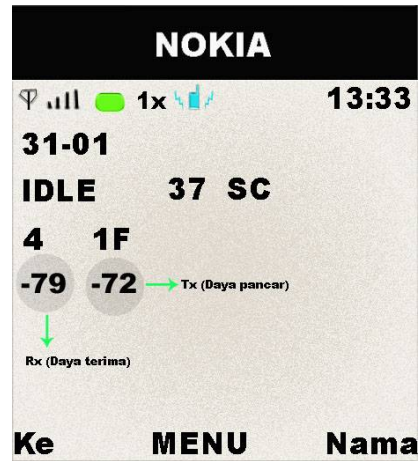 NOKIA
1x 13:33
31-01
IDLE 37 SC
4 1F
-79 -72 Tx (Daya pancar)
Rx (Daya terima)
Ke MENU Nama